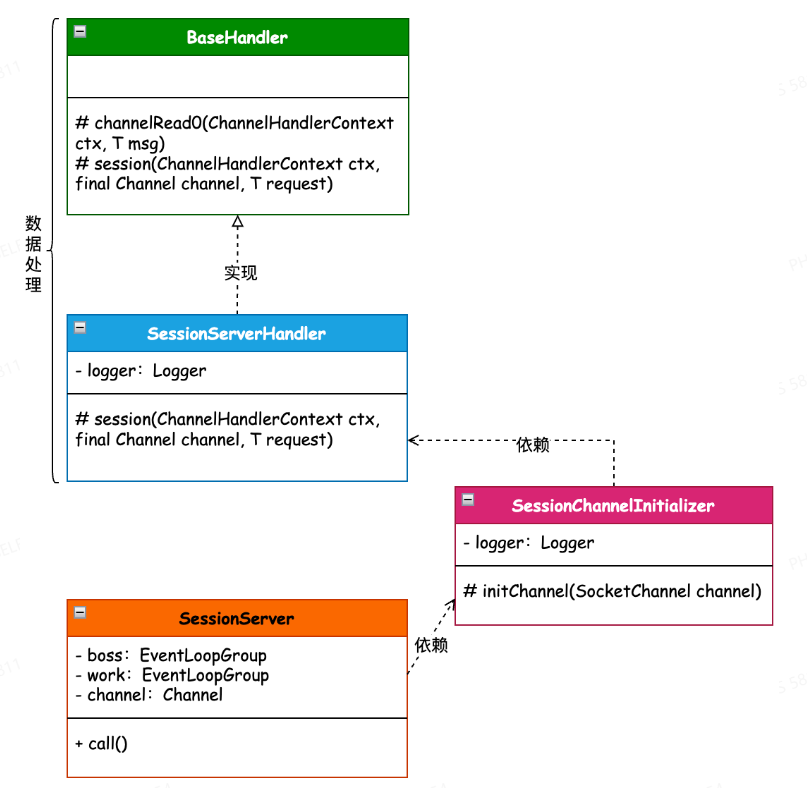 BaseHandler
# channelRead0(ChannelHandlerContext
ctx, T msg)
# session(ChannelHandlerContext ctx,
final Channel channel, T request)
数据处理
实现
SessionServerHandler
- logger：Logger
# session(ChannelHandlerContext ctx,
final Channel channel, T request)
依赖
SessionChannelInitializer
- logger：Logger
# initChannel(SocketChannel channel)
依赖
SessionServer
- boss：EventLoopGroup
- work：EventLoopGroup
- channel：Channel
+ call()